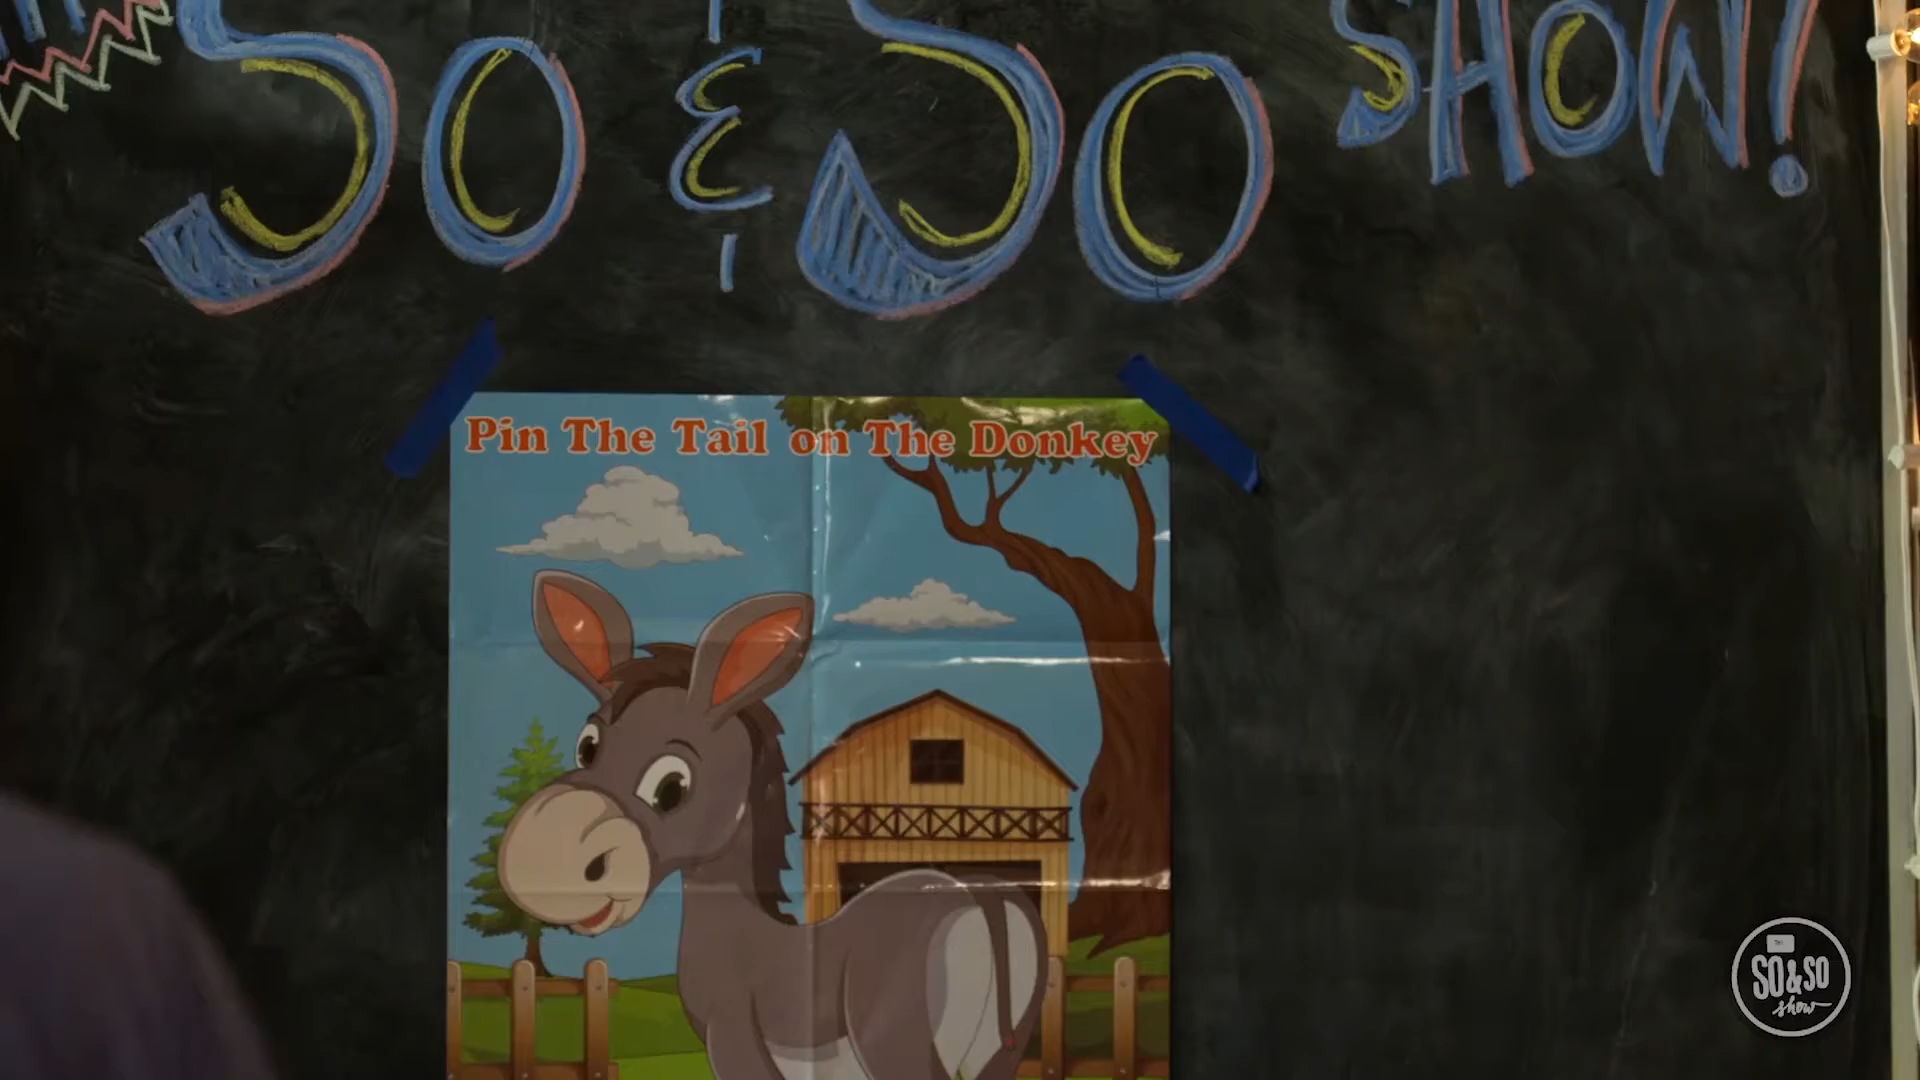 SO & SO SHOW!
Pin The Tail on The Donkey
SO & SO
show